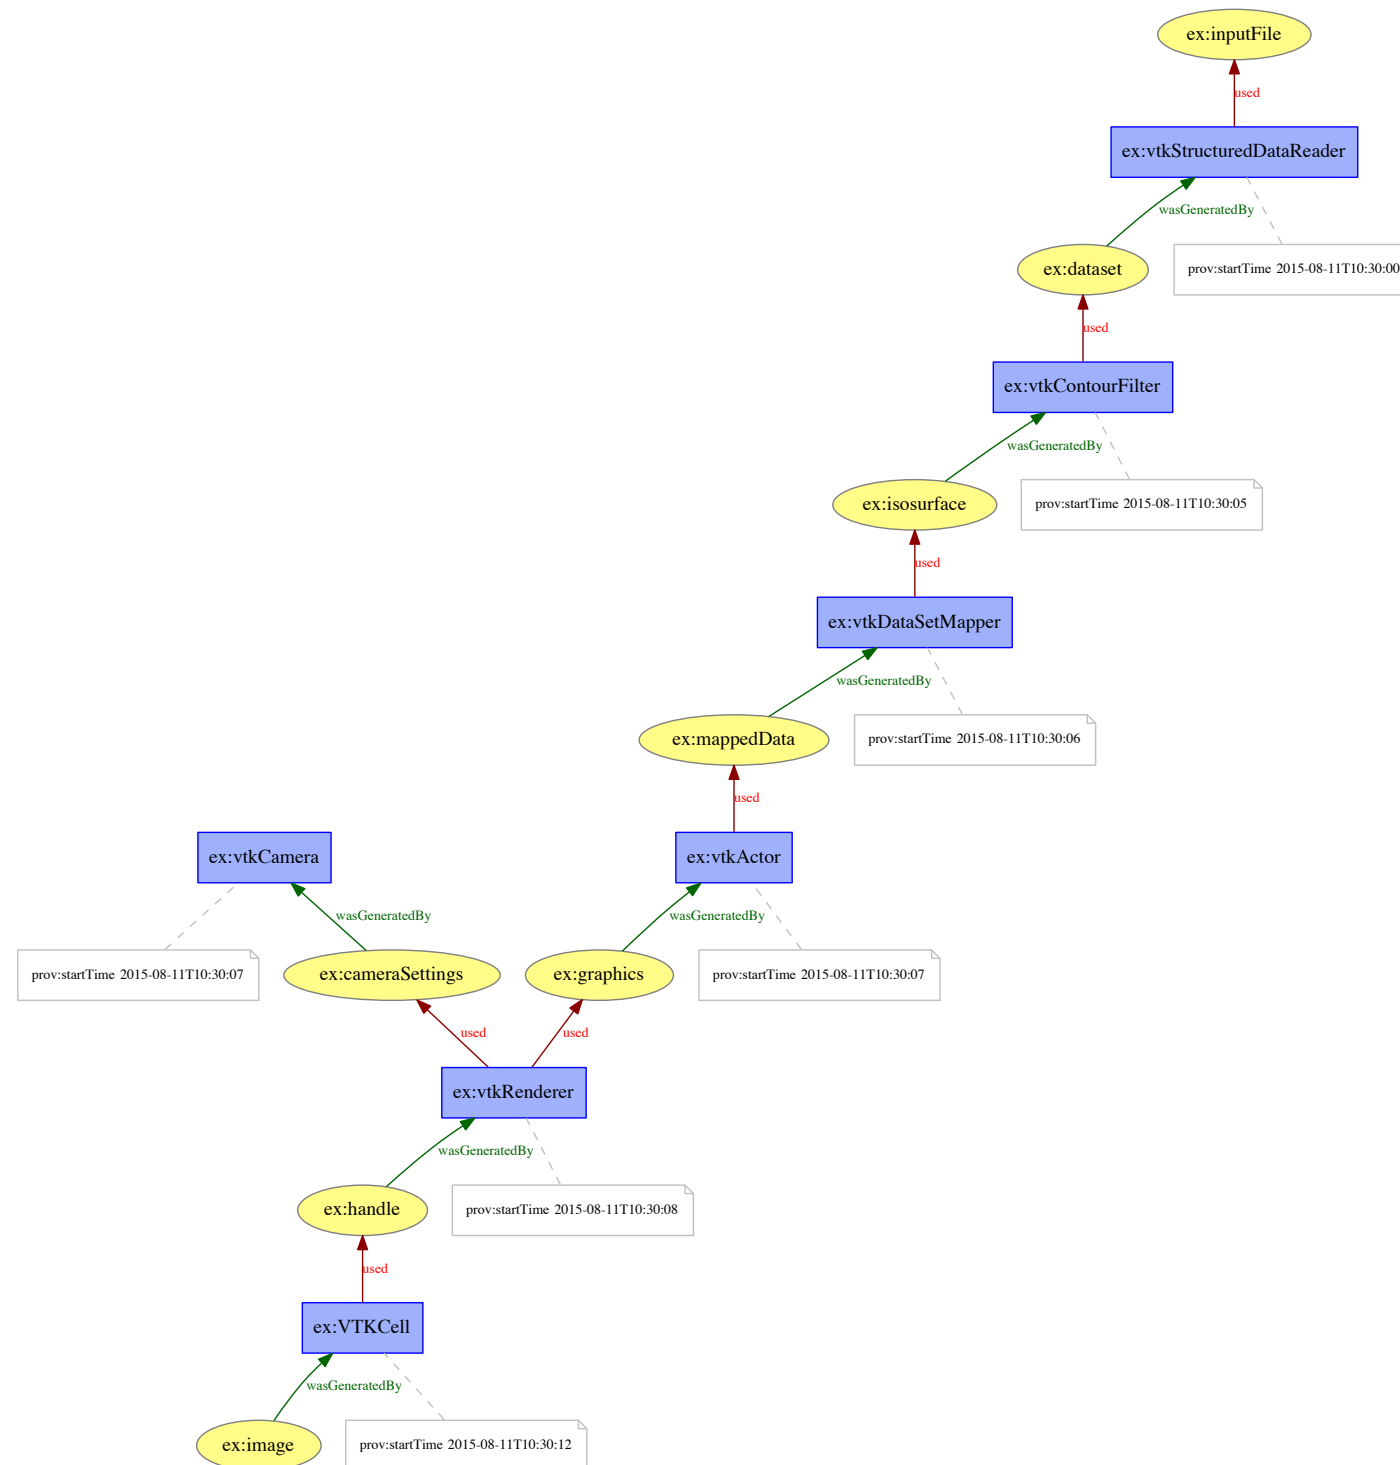 ex:inputFile
used
ex:vtkStructuredDataReader
wasGeneratedBy
ex:dataset
prov:startTime 2015-08-11T10:30:00
used
ex:vtkContourFilter
wasGeneratedBy
ex:isosurface
prov:startTime 2015-08-11T10:30:05
used
ex:vtkDataSetMapper
wasGeneratedBy
ex:mappedData
prov:startTime 2015-08-11T10:30:06
used
ex:vtkCamera
ex:vtkActor
wasGeneratedBy
wasGeneratedBy
prov:startTime 2015-08-11T10:30:07
ex:cameraSettings
ex:graphics
prov:startTime 2015-08-11T10:30:07
used
used
ex:vtkRenderer
wasGeneratedBy
ex:handle
prov:startTime 2015-08-11T10:30:08
used
ex:VTKCell
wasGeneratedBy
ex:image
prov:startTime 2015-08-11T10:30:12